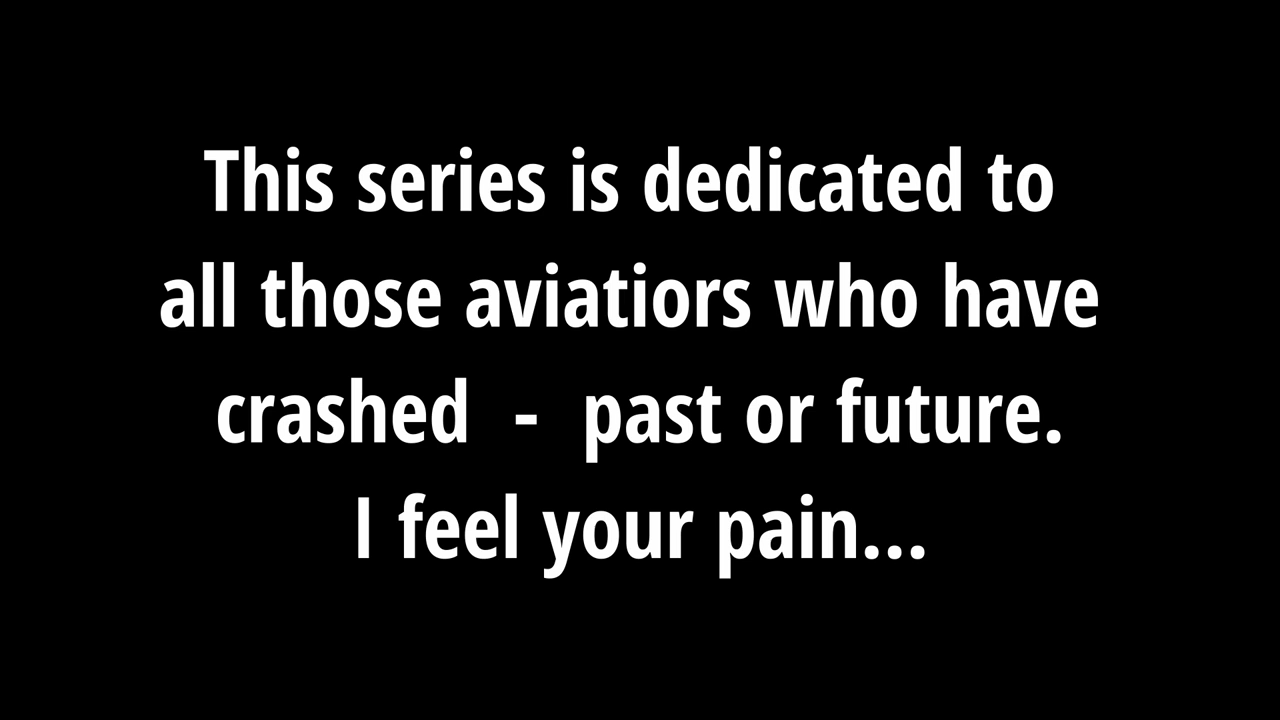 This series is dedicated to
all those aviatiors who have
crashed  -  past or future.
I feel your pain...